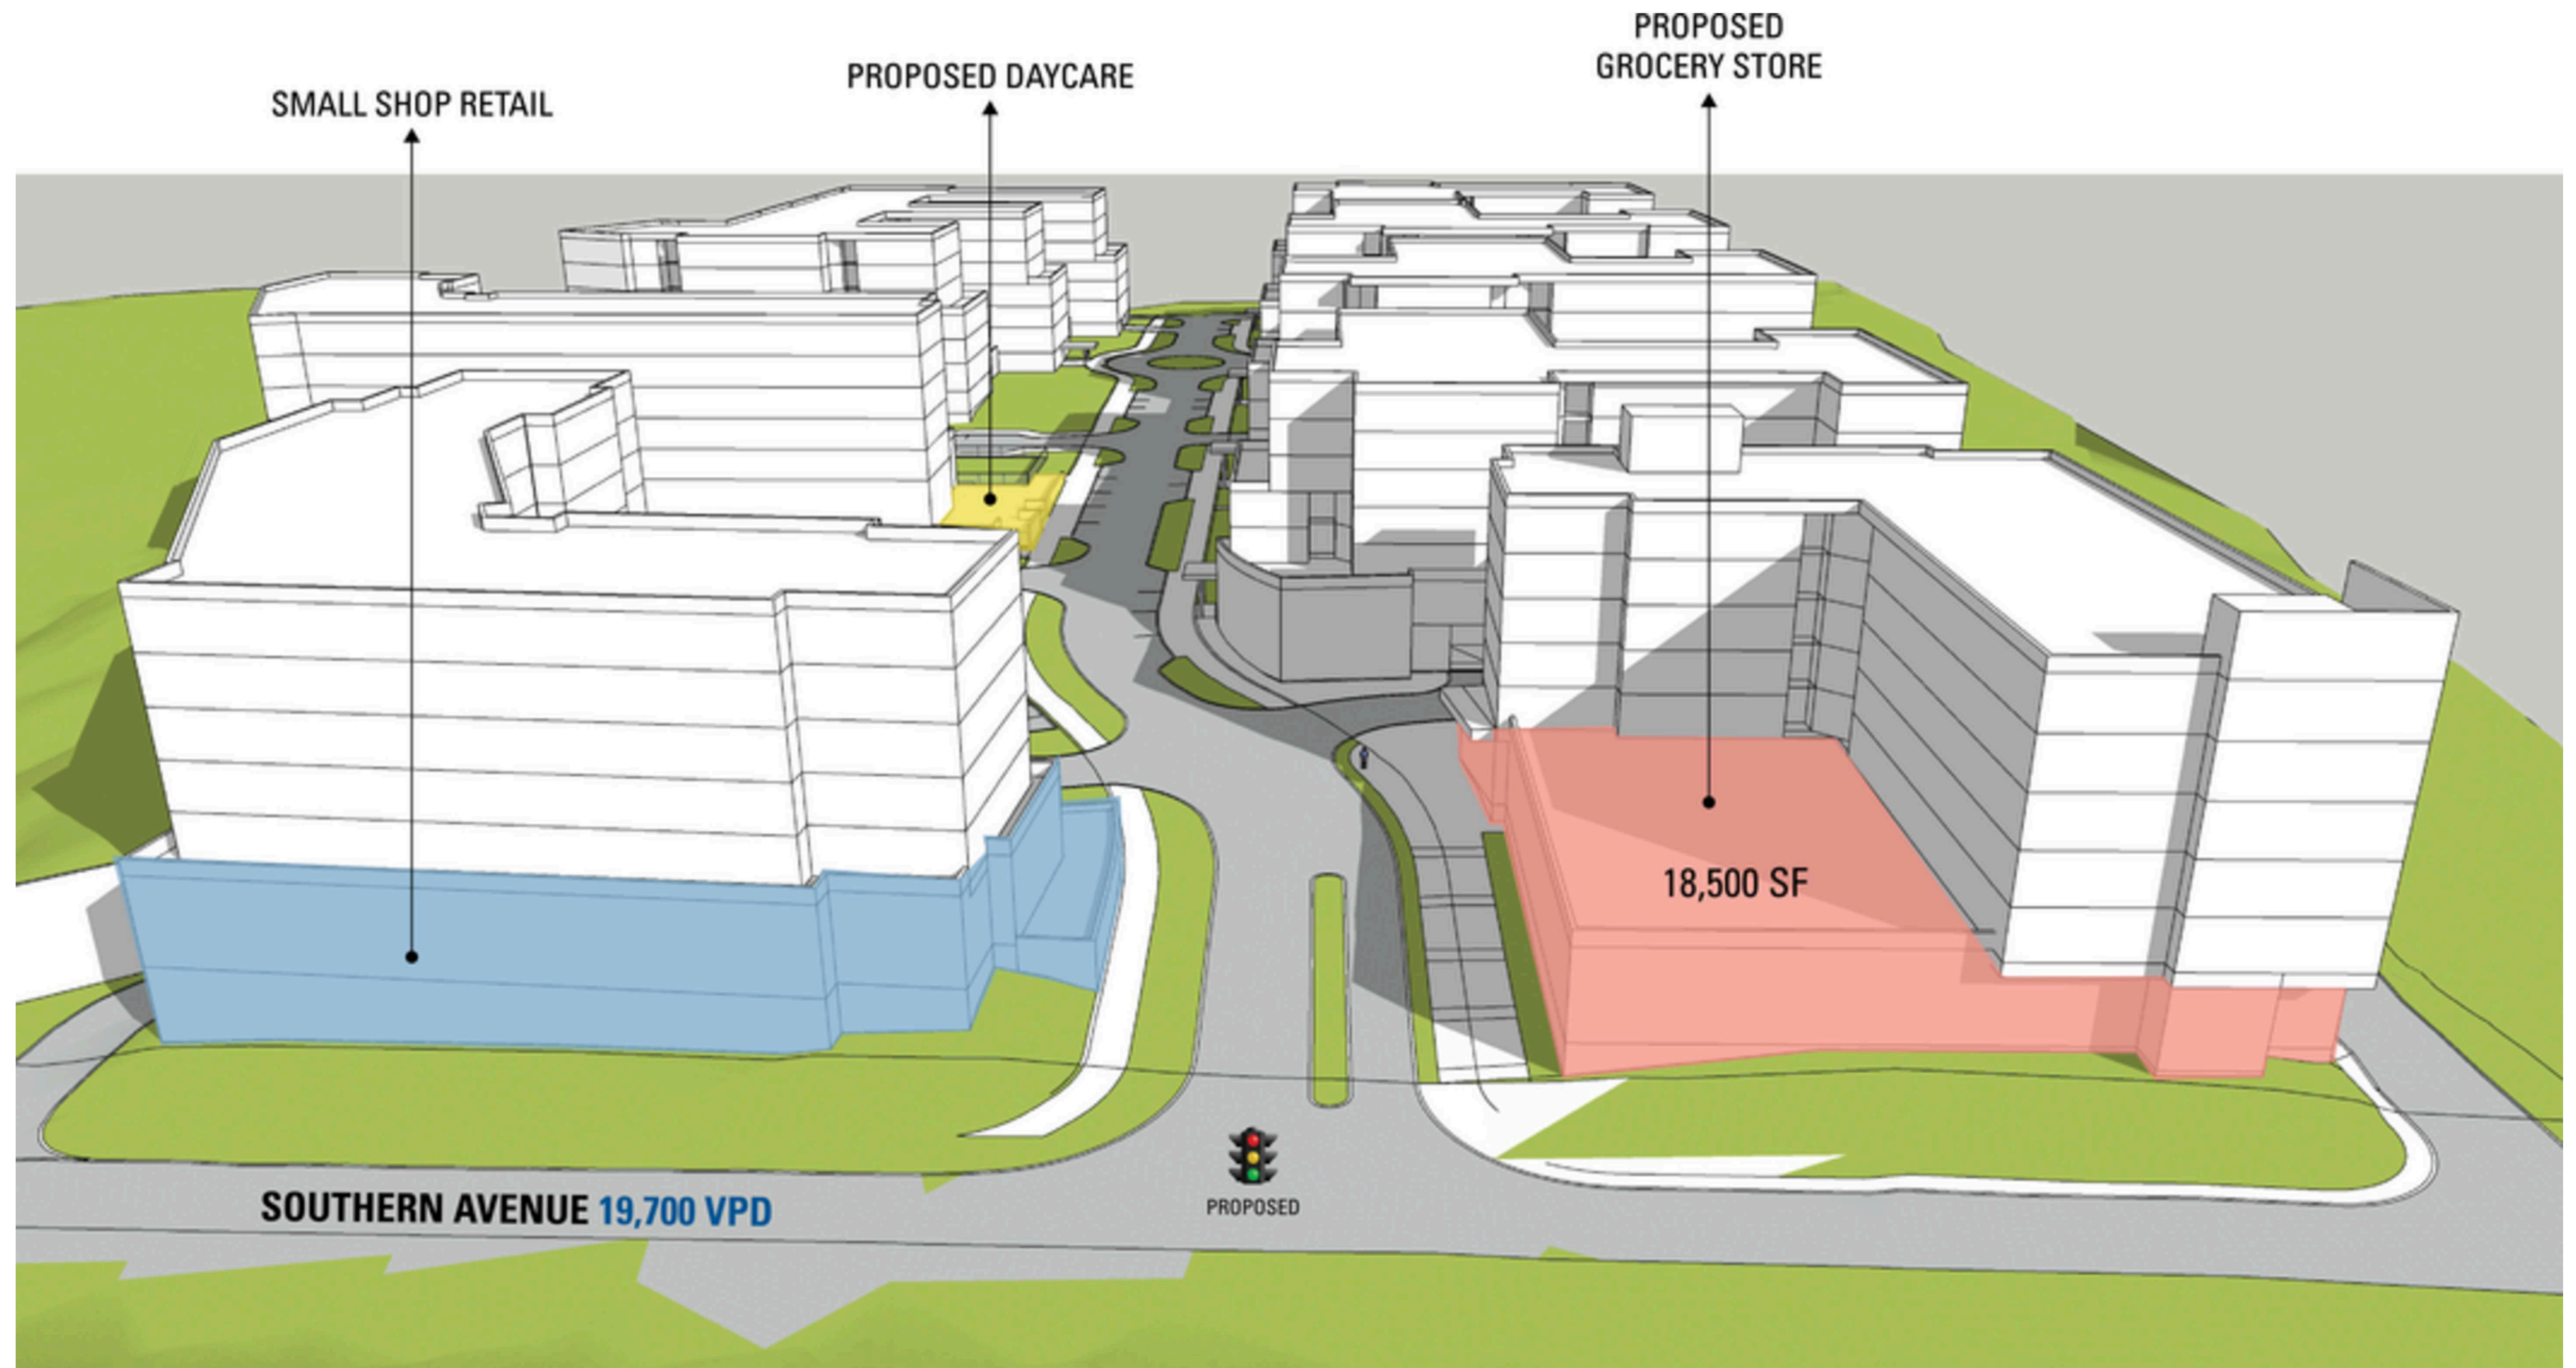 PROPOSED
GROCERY STORE
PROPOSED DAYCARE
SMALL SHOP RETAIL
18,500 SF
SOUTHERN AVENUE 19,700 VPD
PROPOSED